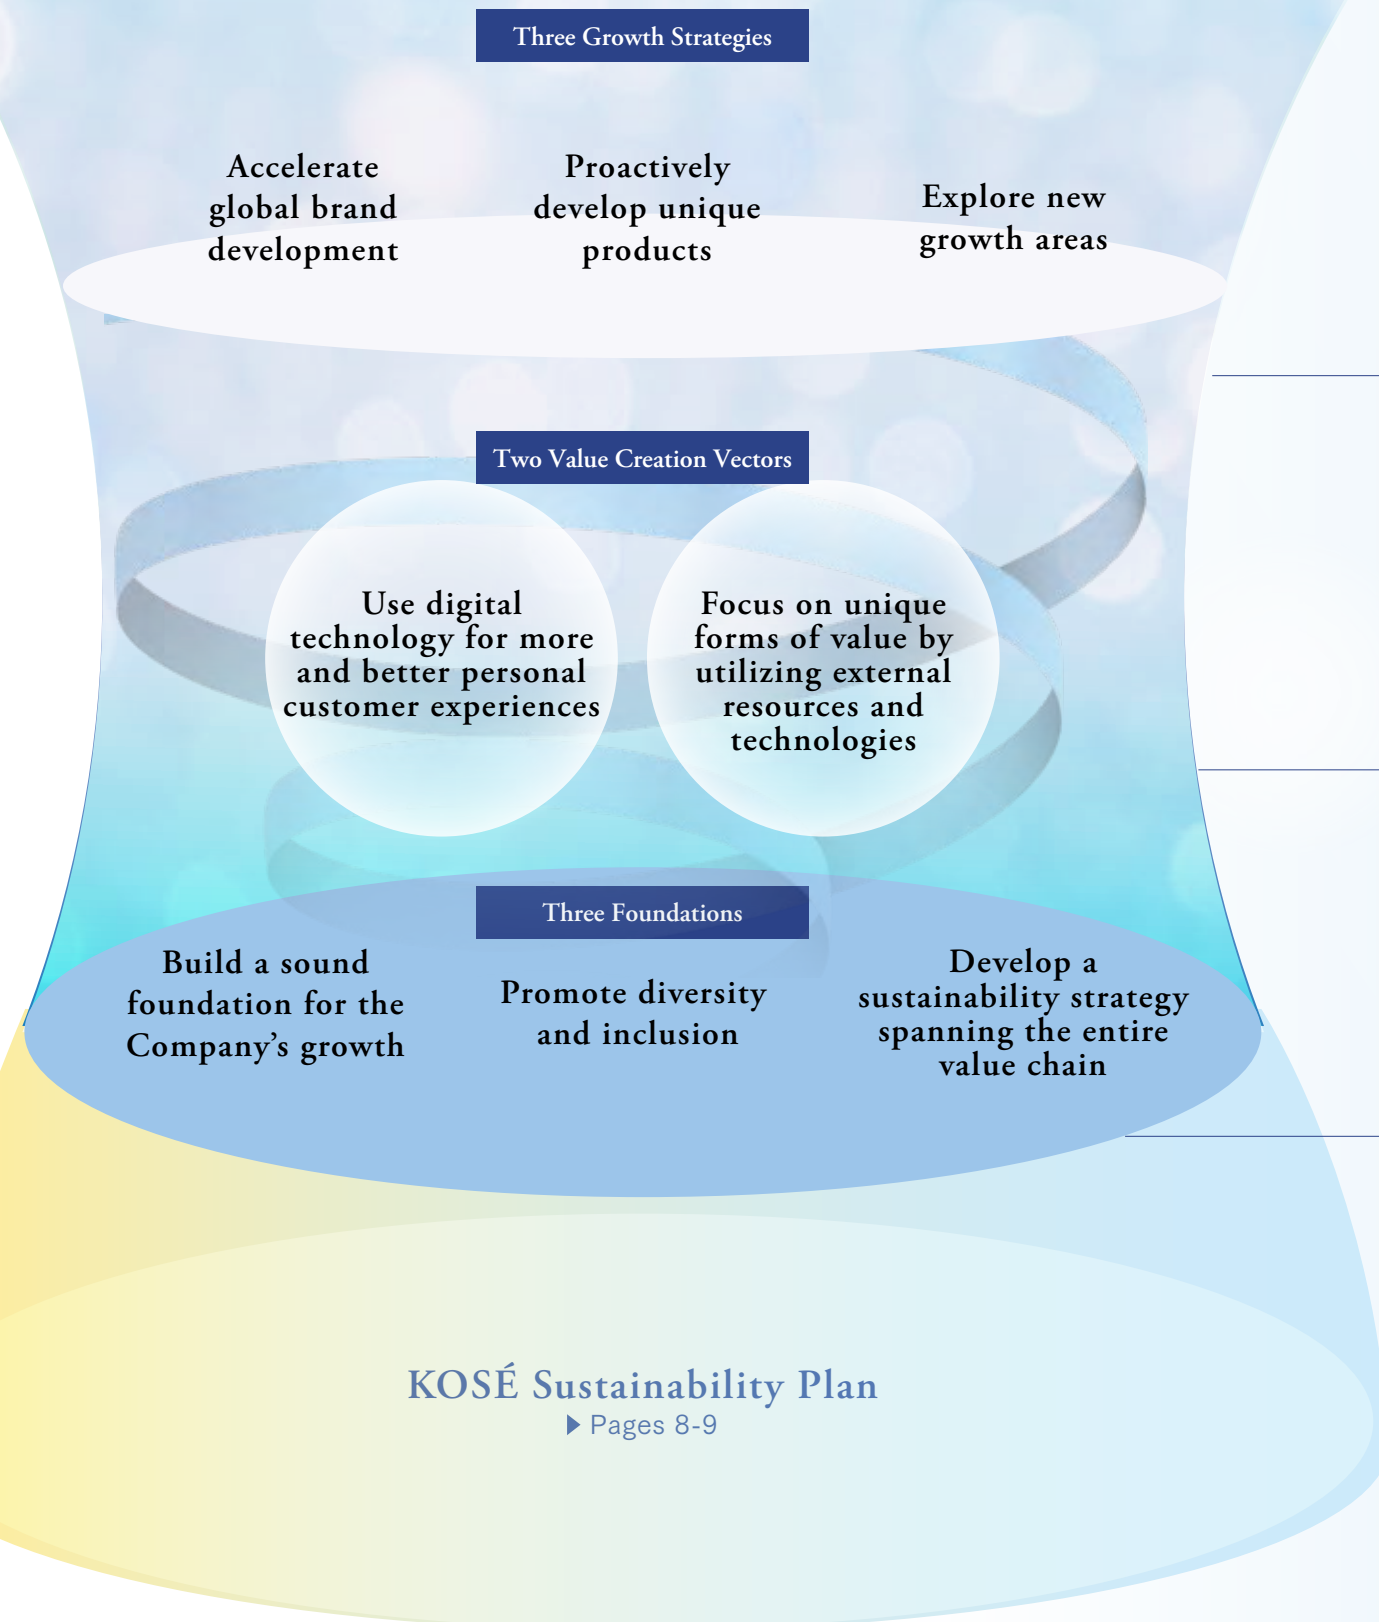 Three Growth Strategies
Accelerate
global brand
development
Proactively
develop unique
products
Explore new
growth areas
Two Value Creation Vectors
Use digital
technology for more
and better personal
customer experiences
Focus on unique
forms of value by
utilizing external
resources and
technologies
Three Foundations
Build a sound
foundation for the
Company’s growth
Promote diversity
and inclusion
Develop a
sustainability strategy
spanning the entire
value chain
KOSÉ Sustainability Plan
▶ Pages 8-9